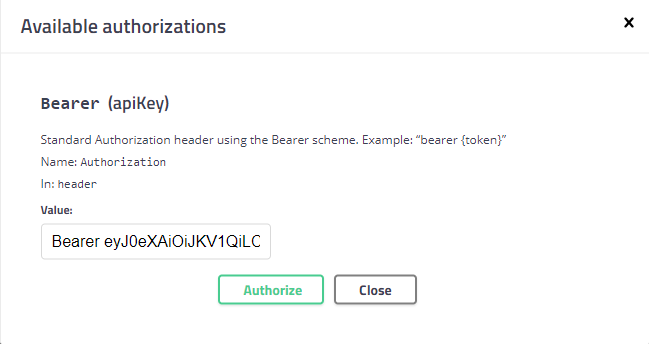 Available authorizations
Bearer (apiKey)
Standard Authorization header using the Bearer scheme. Example: “bearer {token}”
Name: Authorization
In: header
Value:
Bearer eyJ0eXAiOiJKV1QiLC
Authorize Close